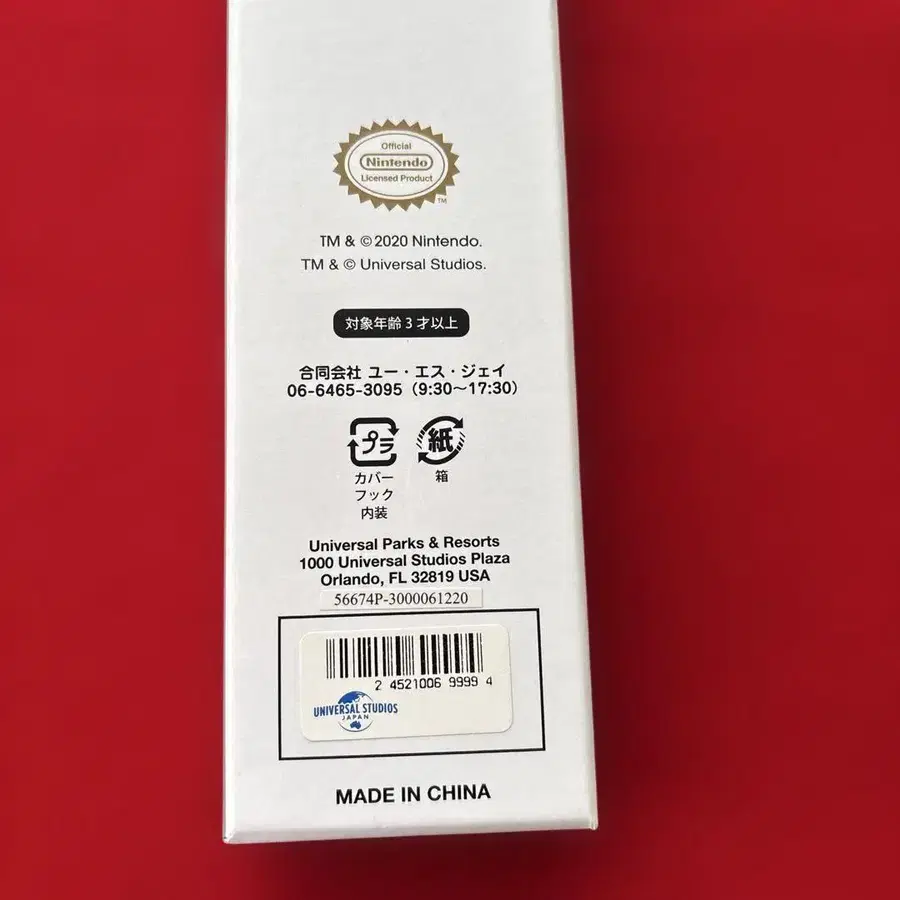 Official
Nintendo
Licensed Product
TM
TM & © 2020 Nintendo.
TM & © Universal Studios.
対象年齢 3 才以上
合同会社 ユー・エス・ジェイ
06-6465-3095（9:30〜17:30）
プラ 紙
カバー 箱
フック
内装
Universal Parks & Resorts
1000 Universal Studios Plaza
Orlando, FL 32819 USA
56674P-3000061220
2 4521006 9999 4
UNIVERSAL STUDIOS
JAPAN
MADE IN CHINA